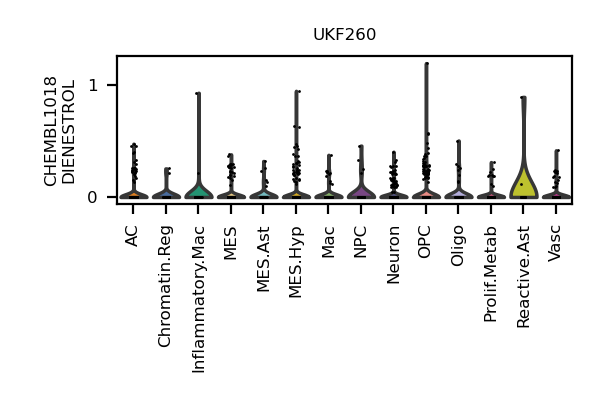 UKF260
CHEMBL1018
DIENESTROL
1
0
AC
Chromatin.Reg
Inflammatory.Mac
MES
MES.Ast
MES.Hyp
Mac
NPC
Neuron
OPC
Oligo
Prolif.Metab
Reactive.Ast
Vasc